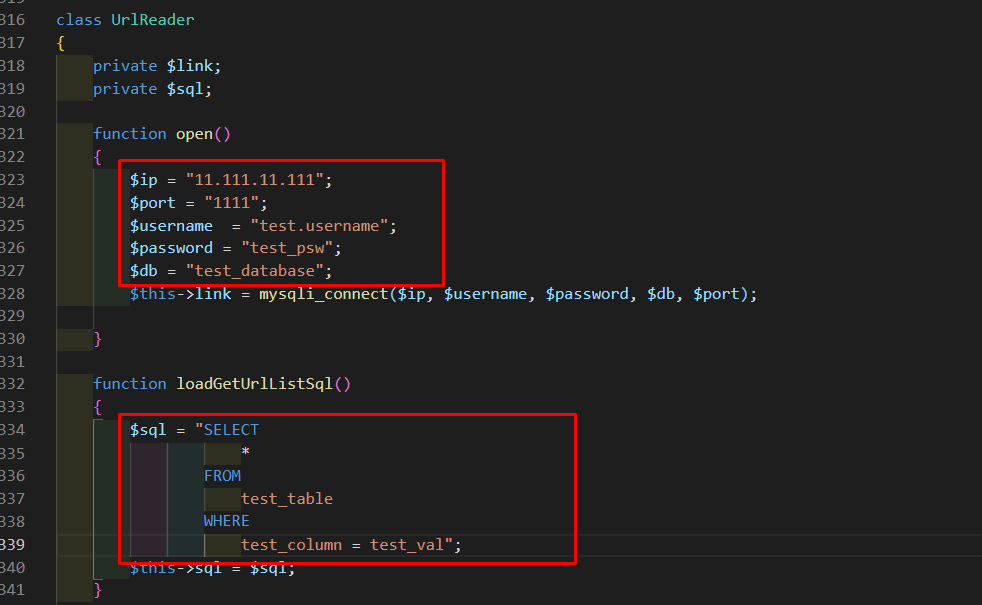 316 class UrlReader
317 {
318 private $link;
319 private $sql;
320
321 function open()
322 {
323 $ip = "11.111.11.111";
324 $port = "1111";
325 $username  = "test.username";
326 $password = "test_psw";
327 $db = "test_database";
328 $this->link = mysqli_connect($ip, $username, $password, $db, $port);
329
330 }
331
332 function loadGetUrlListSql()
333 {
334 $sql = "SELECT
335 *
336 FROM
337 test_table
338 WHERE
339 test_column = test_val";
340 $this->sql = $sql;
341 }